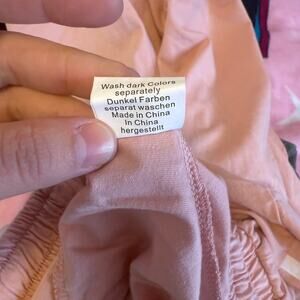 Wash dark Colors
separately
Dunkel Farben
separat waschen
Made in China
In China
hergestellt